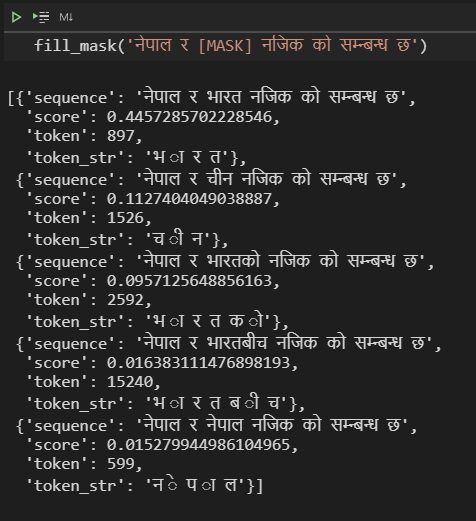 M↓
fill_mask('नेपाल र [MASK] नजिक को सम्बन्ध छ')
[{'sequence': 'नेपाल र भारत नजिक को सम्बन्ध छ',
'score': 0.4457285702228546,
'token': 897,
'token_str': 'भ ा र त'},
{'sequence': 'नेपाल र चीन नजिक को सम्बन्ध छ',
'score': 0.1127404049038887,
'token': 1526,
'token_str': 'च ी न'},
{'sequence': 'नेपाल र भारतको नजिक को सम्बन्ध छ',
'score': 0.0957125648856163,
'token': 2592,
'token_str': 'भ ा र त क ो'},
{'sequence': 'नेपाल र भारतबीच नजिक को सम्बन्ध छ',
'score': 0.016383111476898193,
'token': 15240,
'token_str': 'भ ा र त ब ी च'},
{'sequence': 'नेपाल र नेपाल नजिक को सम्बन्ध छ',
'score': 0.015279944986104965,
'token': 599,
'token_str': 'न े प ा ल'}]